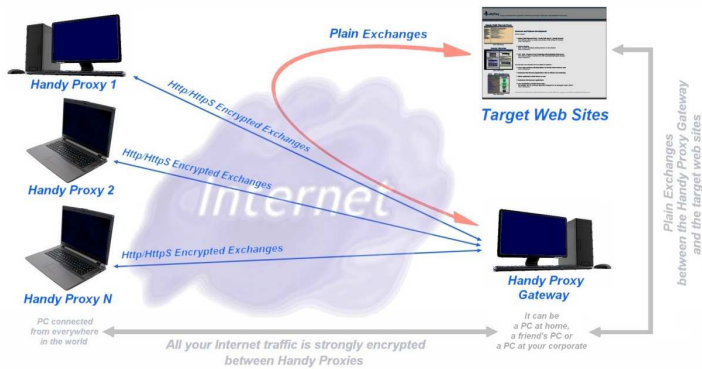 Plain Exchanges
Handy Proxy 1
Http/HttpS Encrypted Exchanges
Target Web Sites
Handy Proxy 2
Http/HttpS Encrypted Exchanges
Internet
Handy Proxy N
Http/HttpS Encrypted Exchanges
Handy Proxy
Gateway
Plain Exchanges
between the Handy Proxy Gateway
and the target web sites
PC connected
from everywhere
in the world
All your Internet traffic is strongly encrypted
between Handy Proxies
It can be
a PC at home,
a friend's PC or
a PC at your corporate